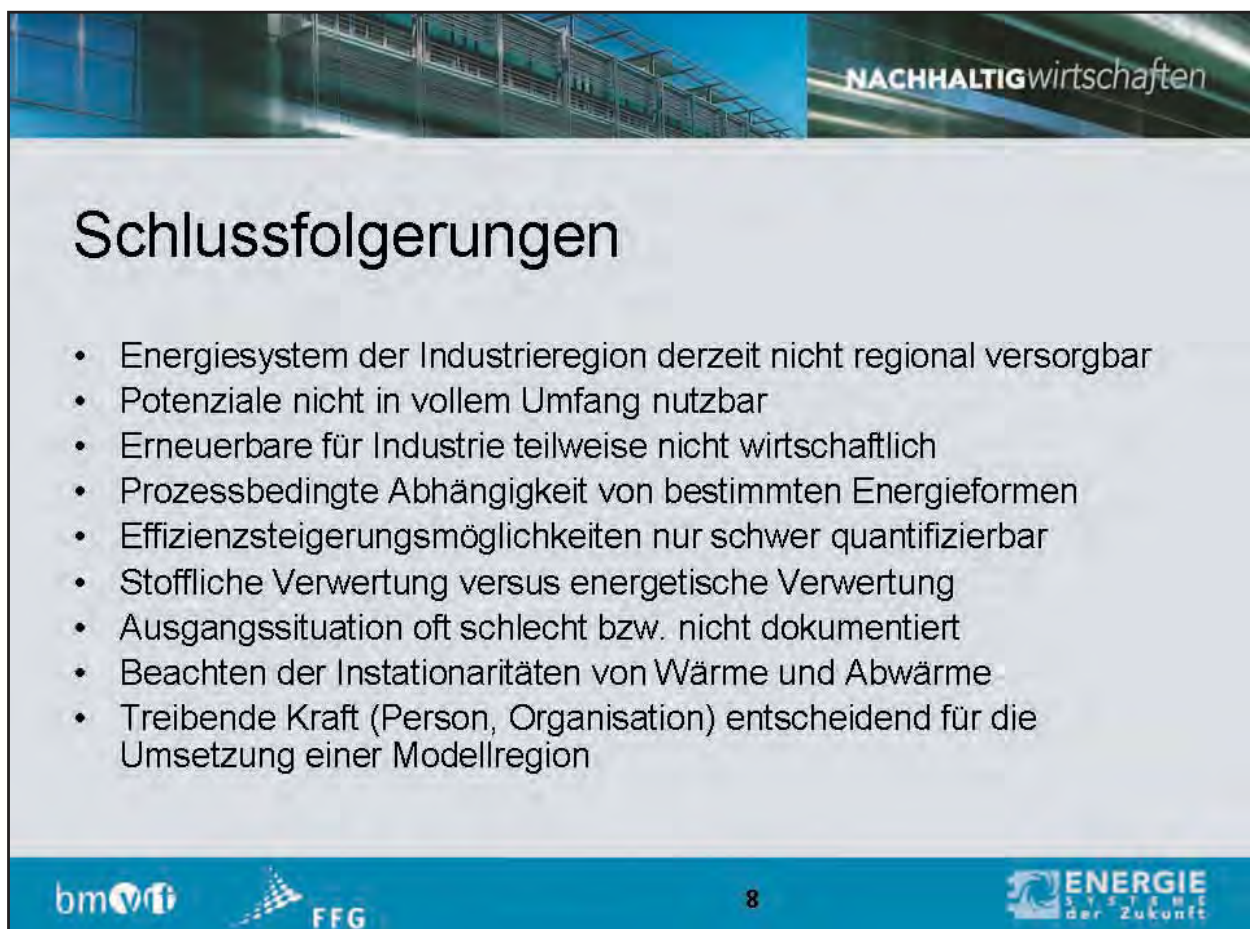 NACHHALTIGwirtschaften
Schlussfolgerungen
• Energiesystem der Industrieregion derzeit nicht regional versorgbar
• Potenziale nicht in vollem Umfang nutzbar
• Erneuerbare für Industrie teilweise nicht wirtschaftlich
• Prozessbedingte Abhängigkeit von bestimmten Energieformen
• Effizienzsteigerungsmöglichkeiten nur schwer quantifizierbar
• Stoffliche Verwertung versus energetische Verwertung
• Ausgangssituation oft schlecht bzw. nicht dokumentiert
• Beachten der Instationaritäten von Wärme und Abwärme
• Treibende Kraft (Person, Organisation) entscheidend für die
Umsetzung einer Modellregion
bmvit
FFG
8
ENERGIE
SYSTEME
der Zukunft